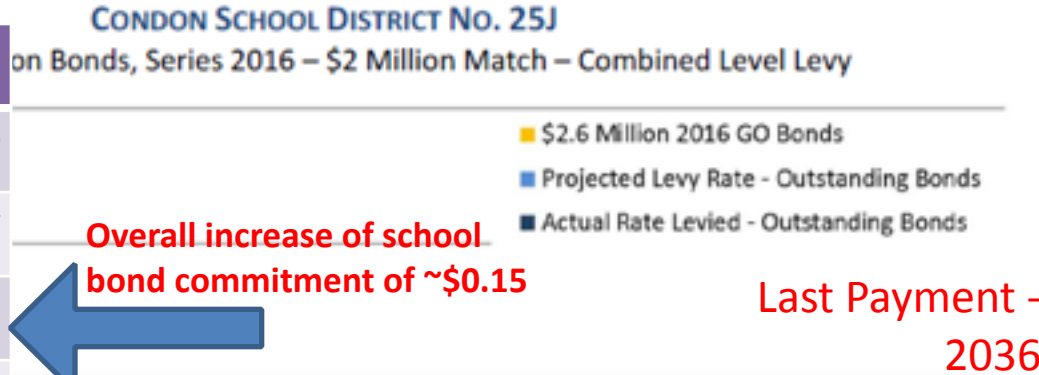 CONDON SCHOOL DISTRICT NO. 25J
on Bonds, Series 2016 – $2 Million Match – Combined Level Levy
$2.6 Million 2016 GO Bonds
Projected Levy Rate - Outstanding Bonds
Actual Rate Levied - Outstanding Bonds
Overall increase of school
bond commitment of ~$0.15
Last Payment -
2036